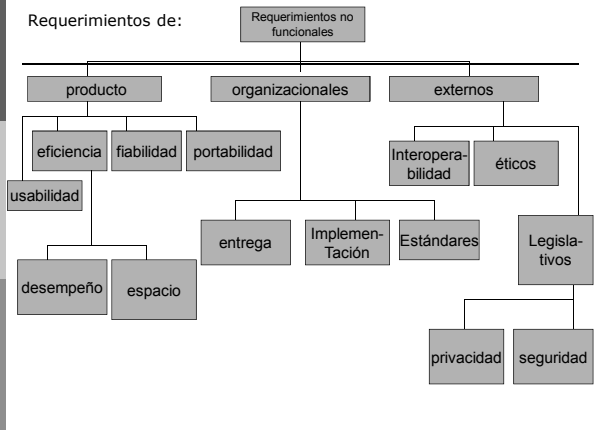 Requerimientos de:
Requerimientos no
funcionales
producto
organizacionales
externos
eficiencia
fiabilidad
portabilidad
usabilidad
Interopera-
bilidad
éticos
entrega
Implemen-
Tación
Estándares
Legisla-
tivos
desempeño
espacio
privacidad
seguridad